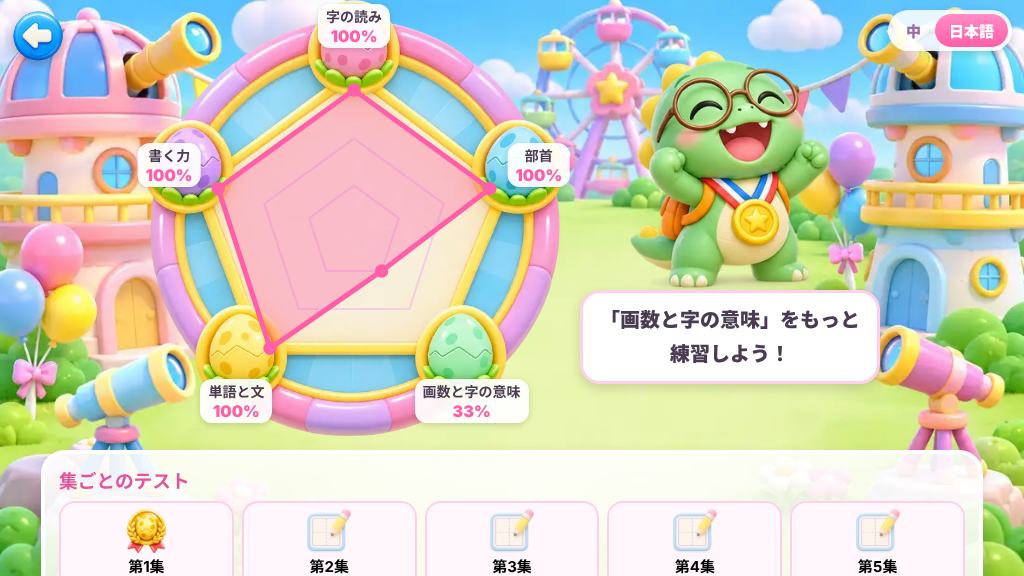 字の読み
100%
中
日本語
書く力
100%
部首
100%
単語と文
100%
画数と字の意味
33%
「画数と字の意味」をもっと
練習しよう！
集ごとのテスト
第1集
第2集
第3集
第4集
第5集